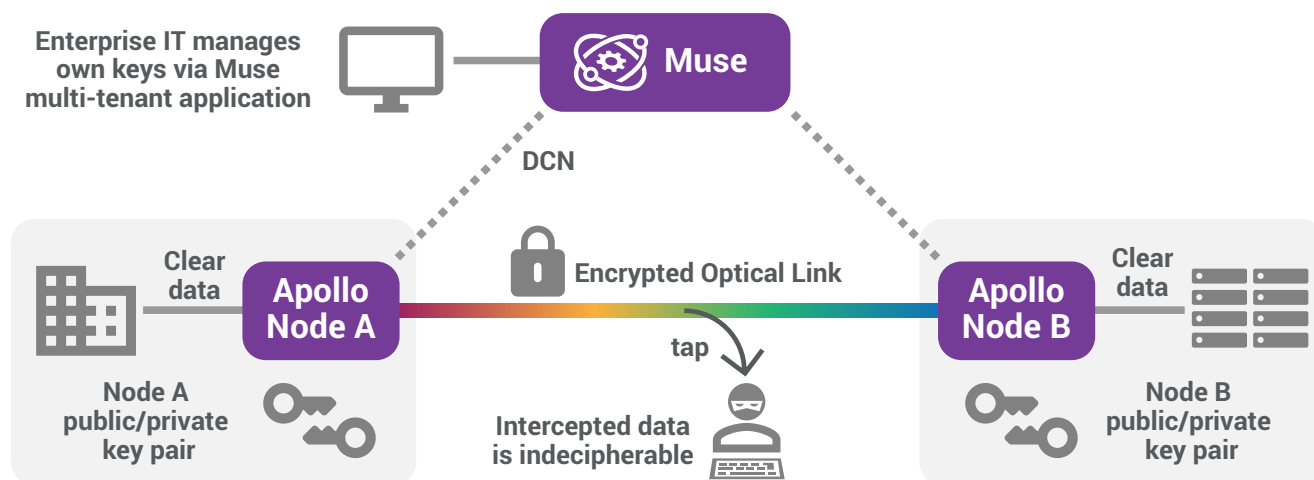 Enterprise IT manages
own keys via Muse
multi-tenant application
Muse
DCN
Clear
data
Apollo
Node A
Encrypted Optical Link
Apollo
Node B
Clear
data
tap
Node A
public/private
key pair
Intercepted data
is indecipherable
Node B
public/private
key pair